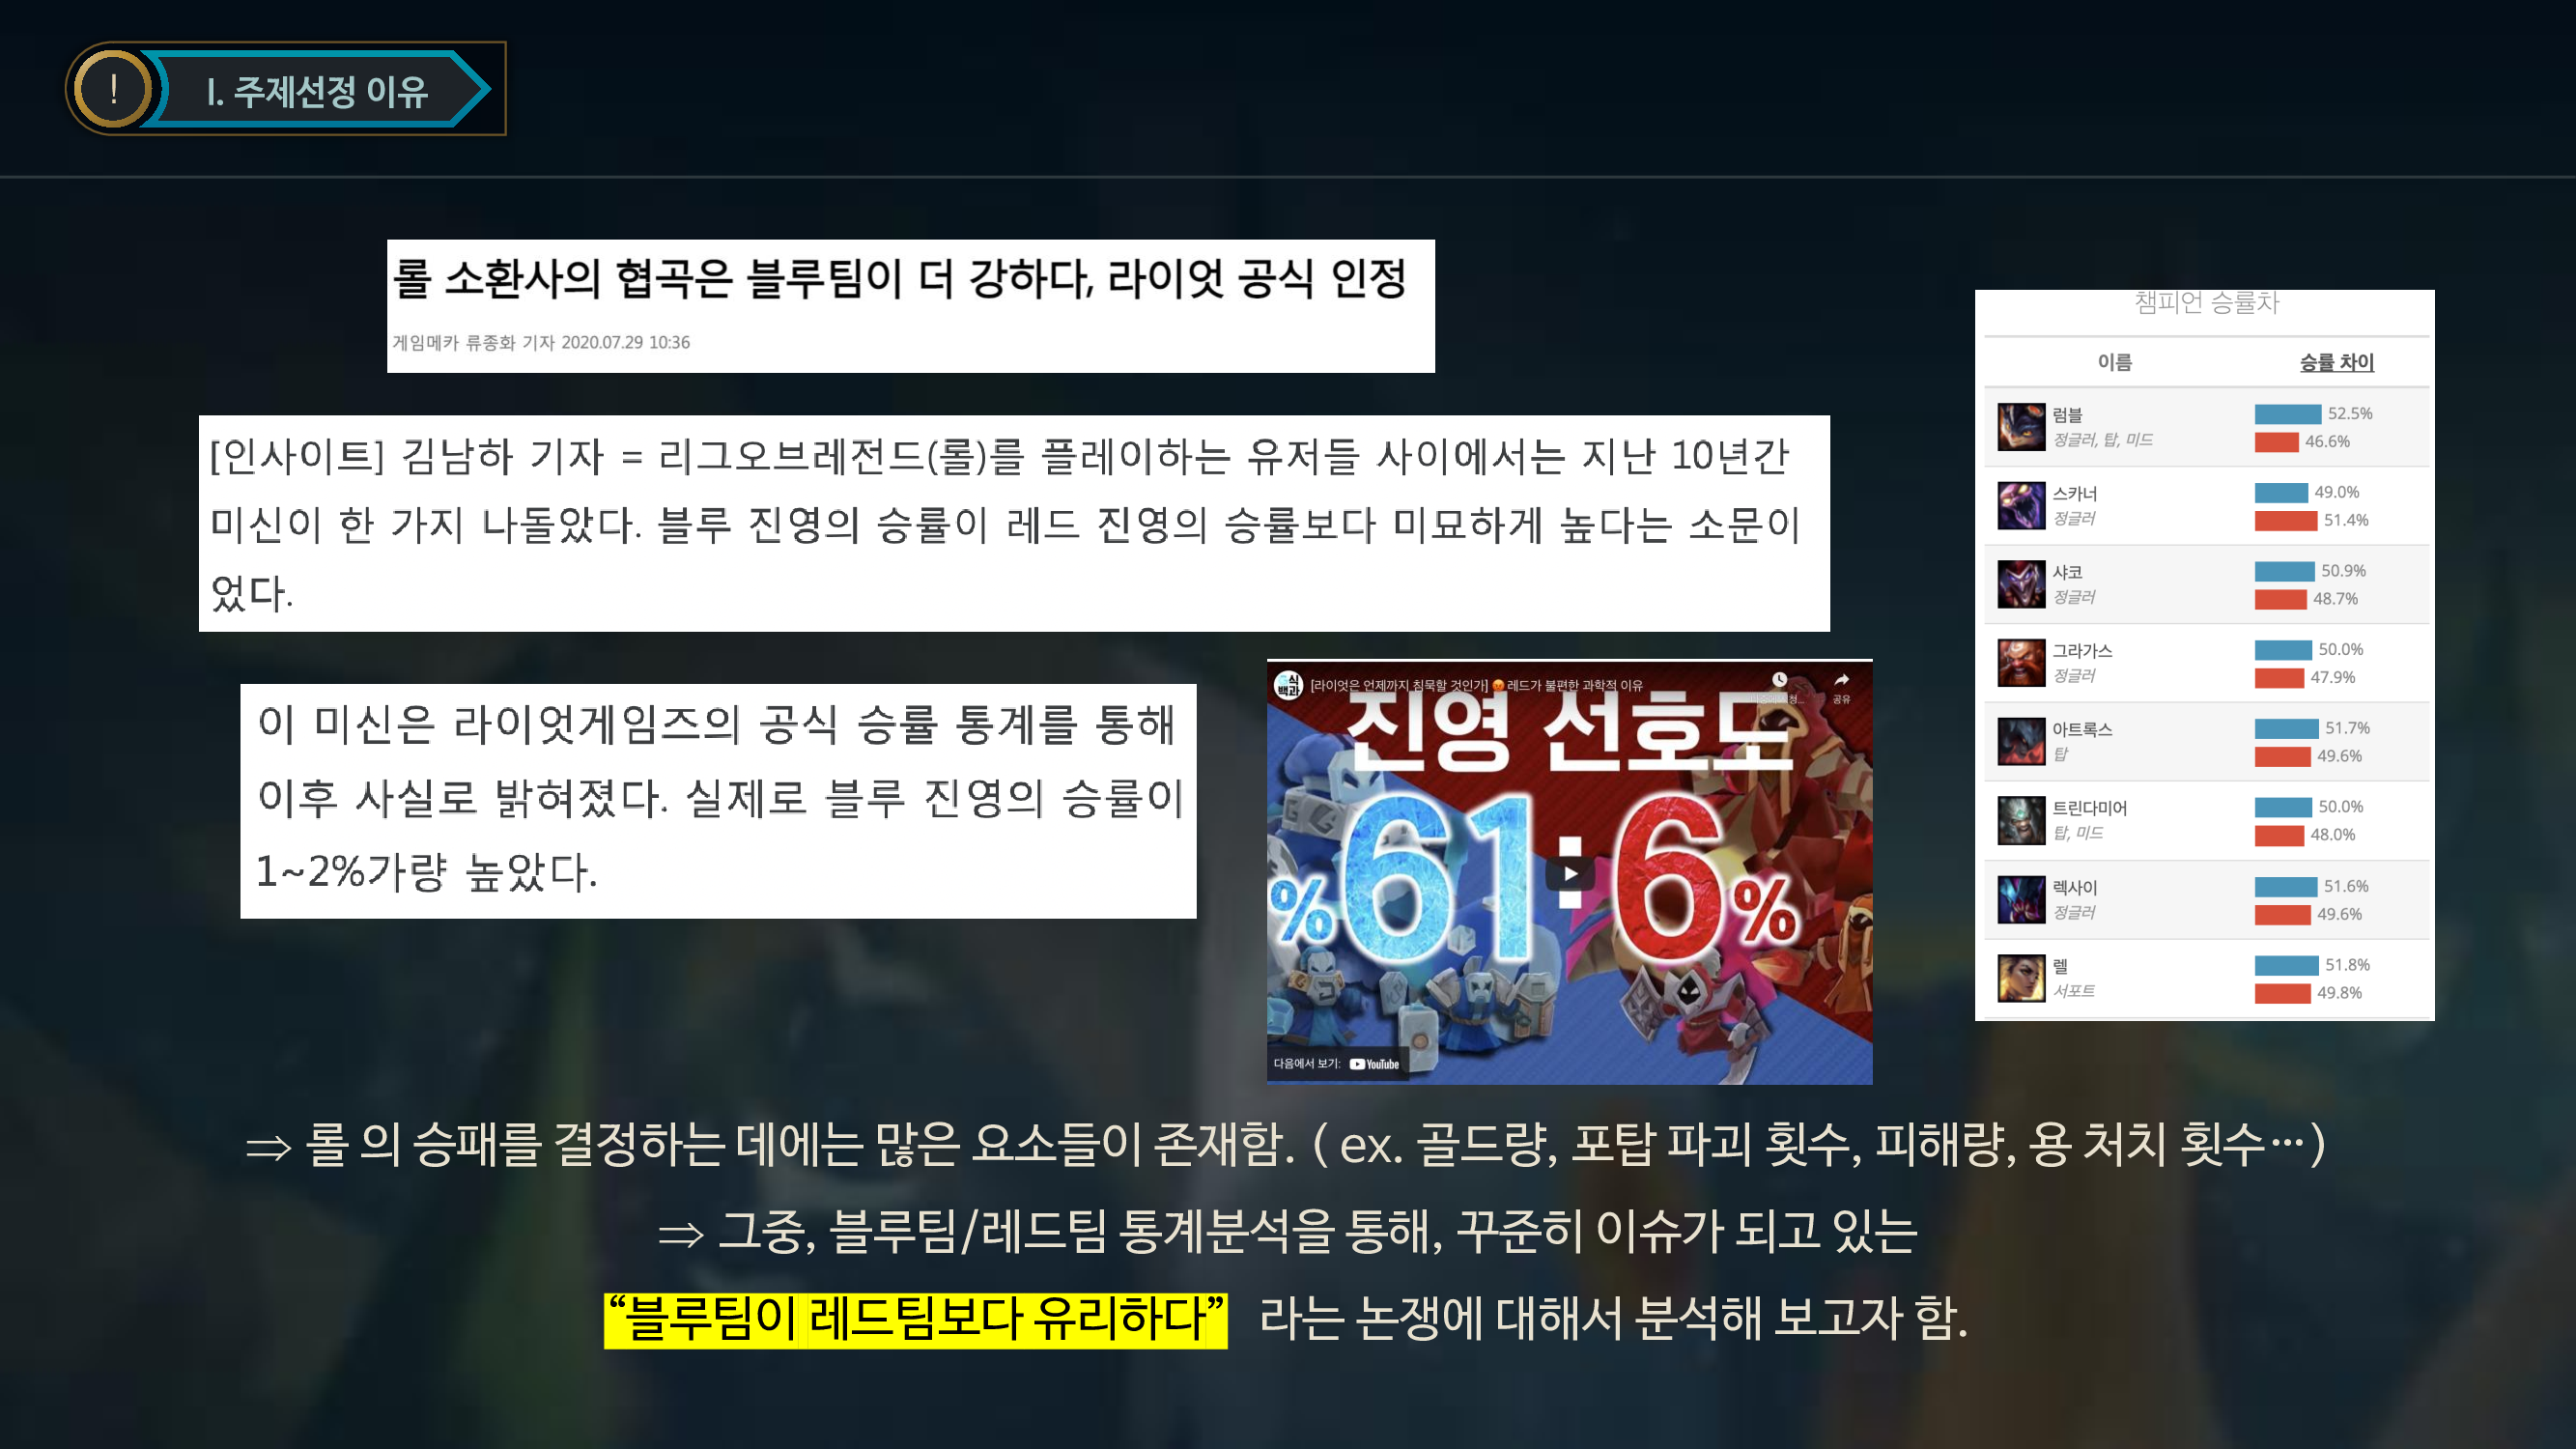 !
I. 주제선정 이유
롤 소환사의 협곡은 블루팀이 더 강하다, 라이엇 공식 인정
게임메카 류종화 기자 2020.07.29 10:36
[인사이트] 김남하 기자 = 리그오브레전드(롤)를 플레이하는 유저들 사이에서는 지난 10년간
미신이 한 가지 나돌았다. 블루 진영의 승률이 레드 진영의 승률보다 미묘하게 높다는 소문이
었다.
이 미신은 라이엇게임즈의 공식 승률 통계를 통해
이후 사실로 밝혀졌다. 실제로 블루 진영의 승률이
1~2%가량 높았다.
[라이엇은 언제까지 침묵할 것인가] 😡 레드가 불편한 과학적 이유
공유
진영 선호도
%61:6%
다음에서 보기: YouTube
챔피언 승률차
이름 승률 차이
럼블 52.5%
정글러, 탑, 미드 46.6%
스카너 49.0%
정글러 51.4%
샤코 50.9%
정글러 48.7%
그라가스 50.0%
정글러 47.9%
아트록스 51.7%
탑 49.6%
트린다미어 50.0%
탑, 미드 48.0%
렉사이 51.6%
정글러 49.6%
렐 51.8%
서포트 49.8%
⇒ 롤 의 승패를 결정하는 데에는 많은 요소들이 존재함. ( ex. 골드량, 포탑 파괴 횟수, 피해량, 용 처치 횟수…)
⇒ 그중, 블루팀/레드팀 통계분석을 통해, 꾸준히 이슈가 되고 있는
“블루팀이 레드팀보다 유리하다” 라는 논쟁에 대해서 분석해 보고자 함.